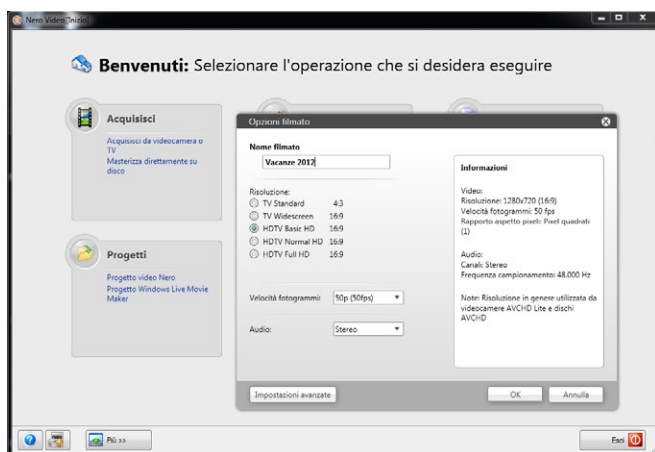 Nero Video [Inizio]
Benvenuti: Selezionare l'operazione che si desidera eseguire
Acquisisci
Acquisisci da videocamera o
TV
Masterizza direttamente su
disco
Progetti
Progetto video Nero
Progetto Windows Live Movie
Maker
Opzioni filmato
Nome filmato
Vacanze 2012
Risoluzione:
TV Standard 4:3
TV Widescreen 16:9
HDTV Basic HD 16:9
HDTV Normal HD 16:9
HDTV Full HD 16:9
Velocità fotogrammi: 50p (50fps)
Audio: Stereo
Informazioni
Video:
Risoluzione: 1280x720 (16:9)
Velocità fotogrammi: 50 fps
Rapporto aspetto pixel: Pixel quadrati
(1)
Audio:
Canali: Stereo
Frequenza campionamento: 48.000 Hz
Note: Risoluzione in genere utilizzata da
videocamere AVCHD Lite e dischi
AVCHD
Impostazioni avanzate
OK
Annulla
Più >>
Esci